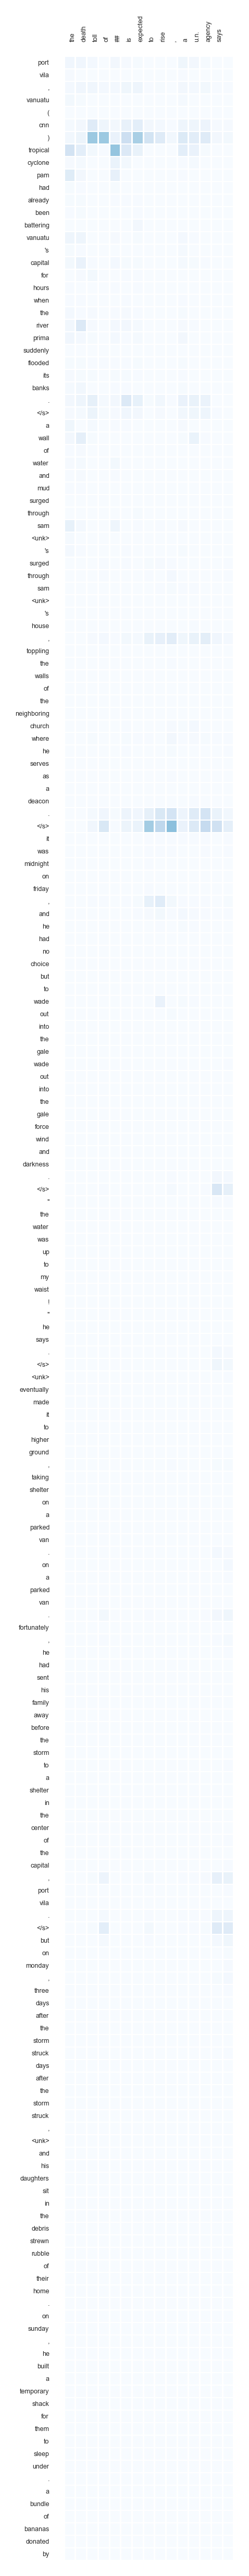 the
death
toll
of
##
is
expected
to
rise
,
a
u.n.
agency
says
port
vila
,
vanuatu
(
cnn
)
tropical
cyclone
pam
had
already
been
battering
vanuatu
's
capital
for
hours
when
the
river
prima
suddenly
flooded
its
banks
.
</s>
a
wall
of
water
and
mud
surged
through
sam
<unk>
's
surged
through
sam
<unk>
's
house
,
toppling
the
walls
of
the
neighboring
church
where
he
serves
as
a
deacon
.
</s>
it
was
midnight
on
friday
,
and
he
had
no
choice
but
to
wade
out
into
the
gale
wade
out
into
the
gale
force
wind
and
darkness
.
</s>
"
the
water
was
up
to
my
waist
!
"
he
says
.
</s>
<unk>
eventually
made
it
to
higher
ground
,
taking
shelter
on
a
parked
van
.
on
a
parked
van
.
fortunately
,
he
had
sent
his
family
away
before
the
storm
to
a
shelter
in
the
center
of
the
capital
,
port
vila
.
</s>
but
on
monday
,
three
days
after
the
storm
struck
days
after
the
storm
struck
,
<unk>
and
his
daughters
sit
in
the
debris
strewn
rubble
of
their
home
.
on
sunday
,
he
built
a
temporary
shack
for
them
to
sleep
under
.
a
bundle
of
bananas
donated
by